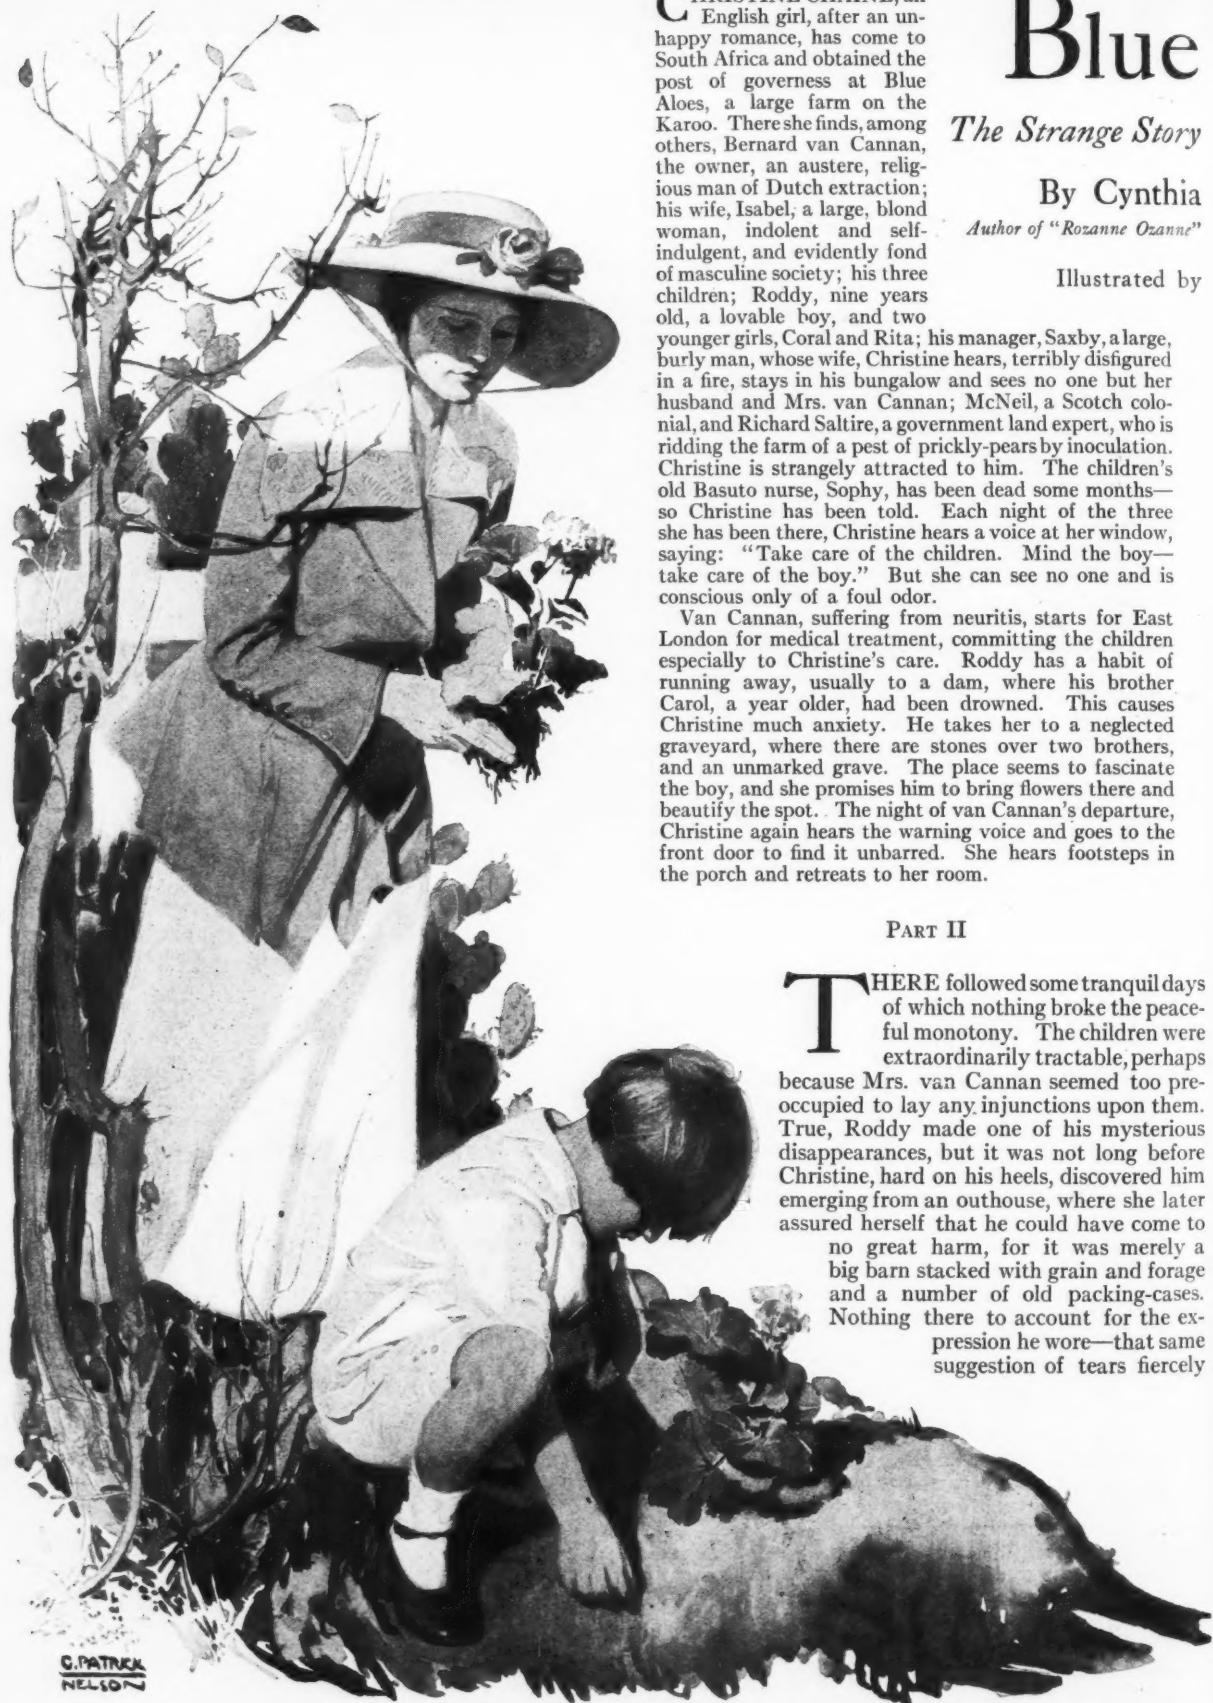 Blue
The Strange Story
By Cynthia
Author of "Rozanne Ozanne"
Illustrated by
CHRISTINE CHAINE, an
English girl, after an un-
happy romance, has come to
South Africa and obtained the
post of governess at Blue
Aloes, a large farm on the
Karoo. There she finds, among
others, Bernard van Cannan,
the owner, an austere, relig-
ious man of Dutch extraction;
his wife, Isabel, a large, blond
woman, indolent and self-
indulgent, and evidently fond
of masculine society; his three
children; Roddy, nine years
old, a lovable boy, and two
younger girls, Coral and Rita; his manager, Saxby, a large,
burly man, whose wife, Christine hears, terribly disfigured
in a fire, stays in his bungalow and sees no one but her
husband and Mrs. van Cannan; McNeil, a Scotch colo-
nial, and Richard Saltire, a government land expert, who is
ridding the farm of a pest of prickly-pears by inoculation.
Christine is strangely attracted to him. The children's
old Basuto nurse, Sophy, has been dead some months—
so Christine has been told. Each night of the three
she has been there, Christine hears a voice at her window,
saying: "Take care of the children. Mind the boy—
take care of the boy." But she can see no one and is
conscious only of a foul odor.
Van Cannan, suffering from neuritis, starts for East
London for medical treatment, committing the children
especially to Christine's care. Roddy has a habit of
running away, usually to a dam, where his brother
Carol, a year older, had been drowned. This causes
Christine much anxiety. He takes her to a neglected
graveyard, where there are stones over two brothers,
and an unmarked grave. The place seems to fascinate
the boy, and she promises him to bring flowers there and
beautify the spot. The night of van Cannan's departure,
Christine again hears the warning voice and goes to the
front door to find it unbarred. She hears footsteps in
the porch and retreats to her room.
PART II
THERE followed some tranquil days
of which nothing broke the peace-
ful monotony. The children were
extraordinarily tractable, perhaps
because Mrs. van Cannan seemed too pre-
occupied to lay any injunctions upon them.
True, Roddy made one of his mysterious
disappearances, but it was not long before
Christine, hard on his heels, discovered him
emerging from an outhouse, where she later
assured herself that he could have come to
no great harm, for it was merely a
big barn stacked with grain and forage
and a number of old packing-cases.
Nothing there to account for the ex-
pression he wore—that same
suggestion of tears fiercely
C. PATRICK
NELSON